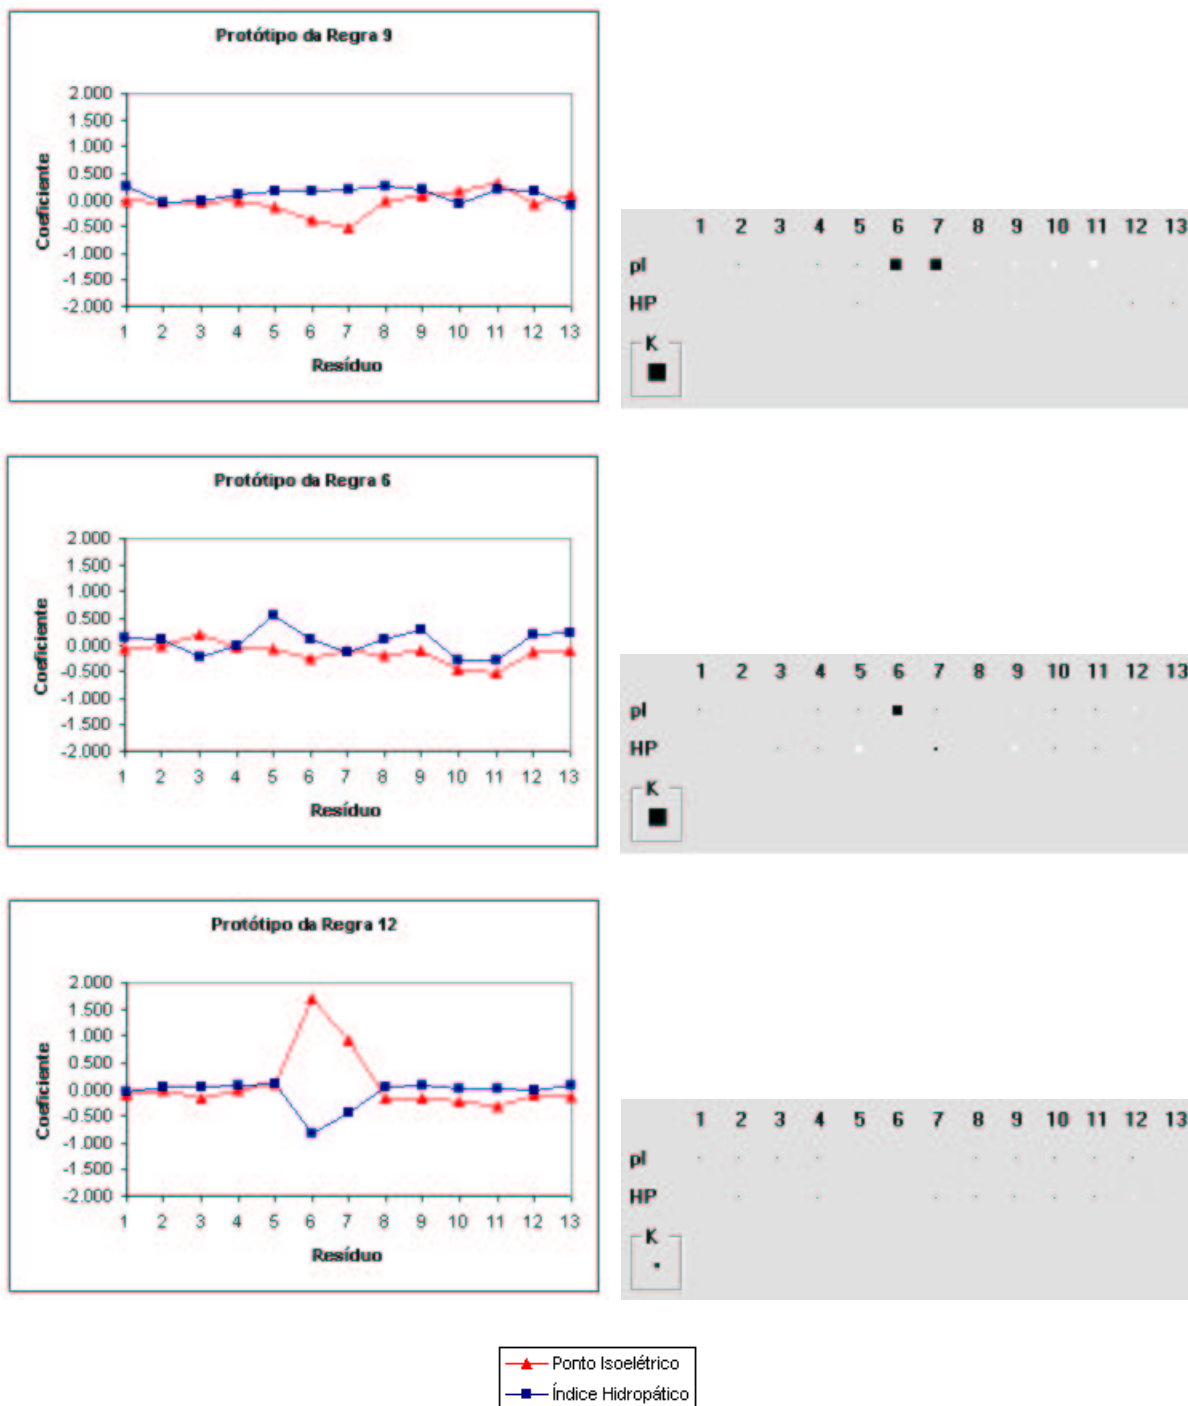 Protótipo da Regra 9
2.000
1.500
1.000
0.500
0.000
-0.500
-1.000
-1.500
-2.000
Coeficiente
1 2 3 4 5 6 7 8 9 10 11 12 13
Resíduo
1 2 3 4 5 6 7 8 9 10 11 12 13
pI
HP
K
Protótipo da Regra 6
2.000
1.500
1.000
0.500
0.000
-0.500
-1.000
-1.500
-2.000
Coeficiente
1 2 3 4 5 6 7 8 9 10 11 12 13
Resíduo
1 2 3 4 5 6 7 8 9 10 11 12 13
pI
HP
K
Protótipo da Regra 12
2.000
1.500
1.000
0.500
0.000
-0.500
-1.000
-1.500
-2.000
Coeficiente
1 2 3 4 5 6 7 8 9 10 11 12 13
Resíduo
1 2 3 4 5 6 7 8 9 10 11 12 13
pI
HP
K
Ponto Isoelétrico
Índice Hidropático